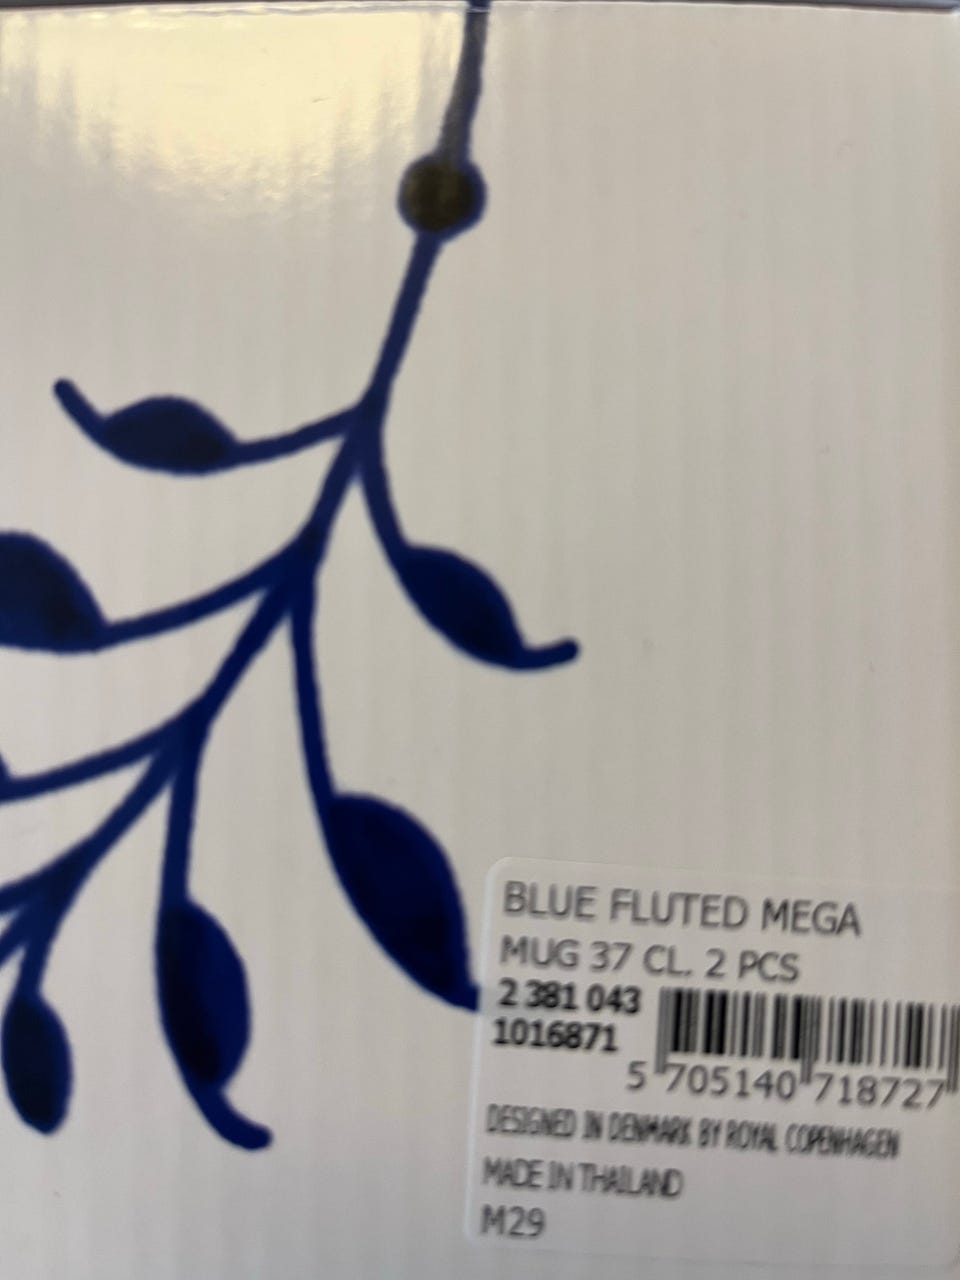 BLUE FLUTED MEGA
MUG 37 CL. 2 PCS
2 381 043
1016871
5 705140 718727
DESIGNED IN DENMARK BY ROYAL COPENHAGEN
MADE IN THAILAND
M29